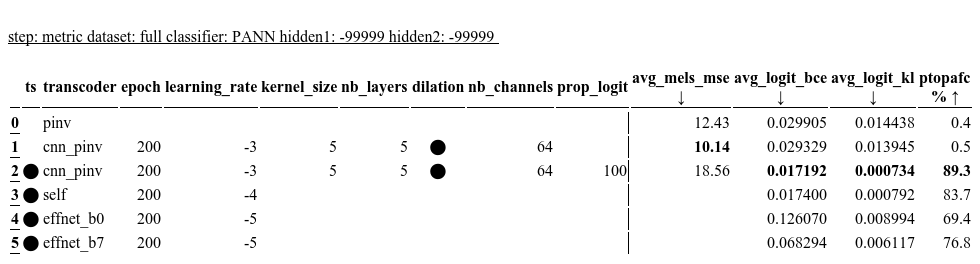 step: metric dataset: full classifier: PANN hidden1: -99999 hidden2: -99999
ts transcoder epoch learning_rate kernel_size nb_layers dilation nb_channels prop_logit avg_mels_mse ↓ avg_logit_bce ↓ avg_logit_kl ↓ ptopafc % ↑
0 pinv 12.43 0.029905 0.014438 0.4
1 cnn_pinv 200 -3 5 5 ● 64 10.14 0.029329 0.013945 0.5
2 ● cnn_pinv 200 -3 5 5 ● 64 100 18.56 0.017192 0.000734 89.3
3 ● self 200 -4 0.017400 0.000792 83.7
4 ● effnet_b0 200 -5 0.126070 0.008994 69.4
5 ● effnet_b7 200 -5 0.068294 0.006117 76.8